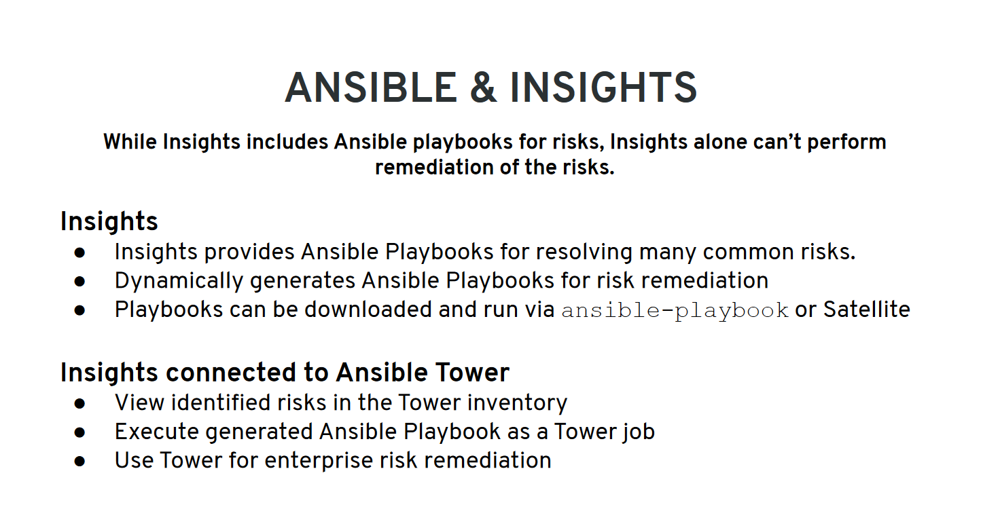 ANSIBLE & INSIGHTS
While Insights includes Ansible playbooks for risks, Insights alone can’t perform
remediation of the risks.
Insights
● Insights provides Ansible Playbooks for resolving many common risks.
● Dynamically generates Ansible Playbooks for risk remediation
● Playbooks can be downloaded and run via ansible-playbook or Satellite
Insights connected to Ansible Tower
● View identified risks in the Tower inventory
● Execute generated Ansible Playbook as a Tower job
● Use Tower for enterprise risk remediation